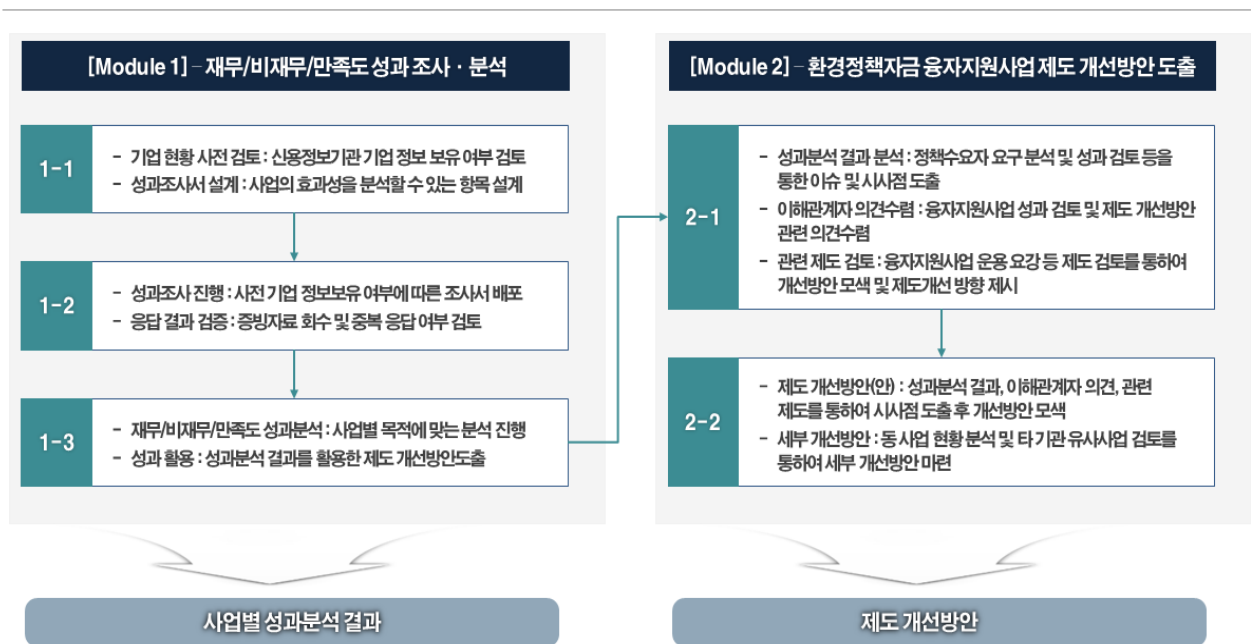 [Module 1] – 재무/비재무/만족도 성과 조사 · 분석
1-1
- 기업 현황 사전 검토 : 신용정보기관 기업 정보 보유 여부 검토
- 성과조사서 설계 : 사업의 효과성을 분석할 수 있는 항목 설계
1-2
- 성과조사 진행 : 사전 기업 정보보유 여부에 따른 조사서 배포
- 응답 결과 검증 : 증빙자료 회수 및 중복 응답 여부 검토
1-3
- 재무/비재무/만족도 성과분석 : 사업별 목적에 맞는 분석 진행
- 성과 활용 : 성과분석 결과를 활용한 제도 개선방안도출
사업별 성과분석 결과
[Module 2] – 환경정책자금 융자지원사업 제도 개선방안 도출
2-1
- 성과분석 결과 분석 : 정책수요자 요구 분석 및 성과 검토 등을
통한 이슈 및 시사점 도출
- 이해관계자 의견수렴 : 융자지원사업 성과 검토 및 제도 개선방안
관련 의견수렴
- 관련 제도 검토 : 융자지원사업 운용 요강 등 제도 검토를 통하여
개선방안 모색 및 제도개선 방향 제시
2-2
- 제도 개선방안(안) : 성과분석 결과, 이해관계자 의견, 관련
제도를 통하여 시사점 도출 후 개선방안 모색
- 세부 개선방안 : 동 사업 현황 분석 및 타 기관 유사사업 검토를
통하여 세부 개선방안 마련
제도 개선방안